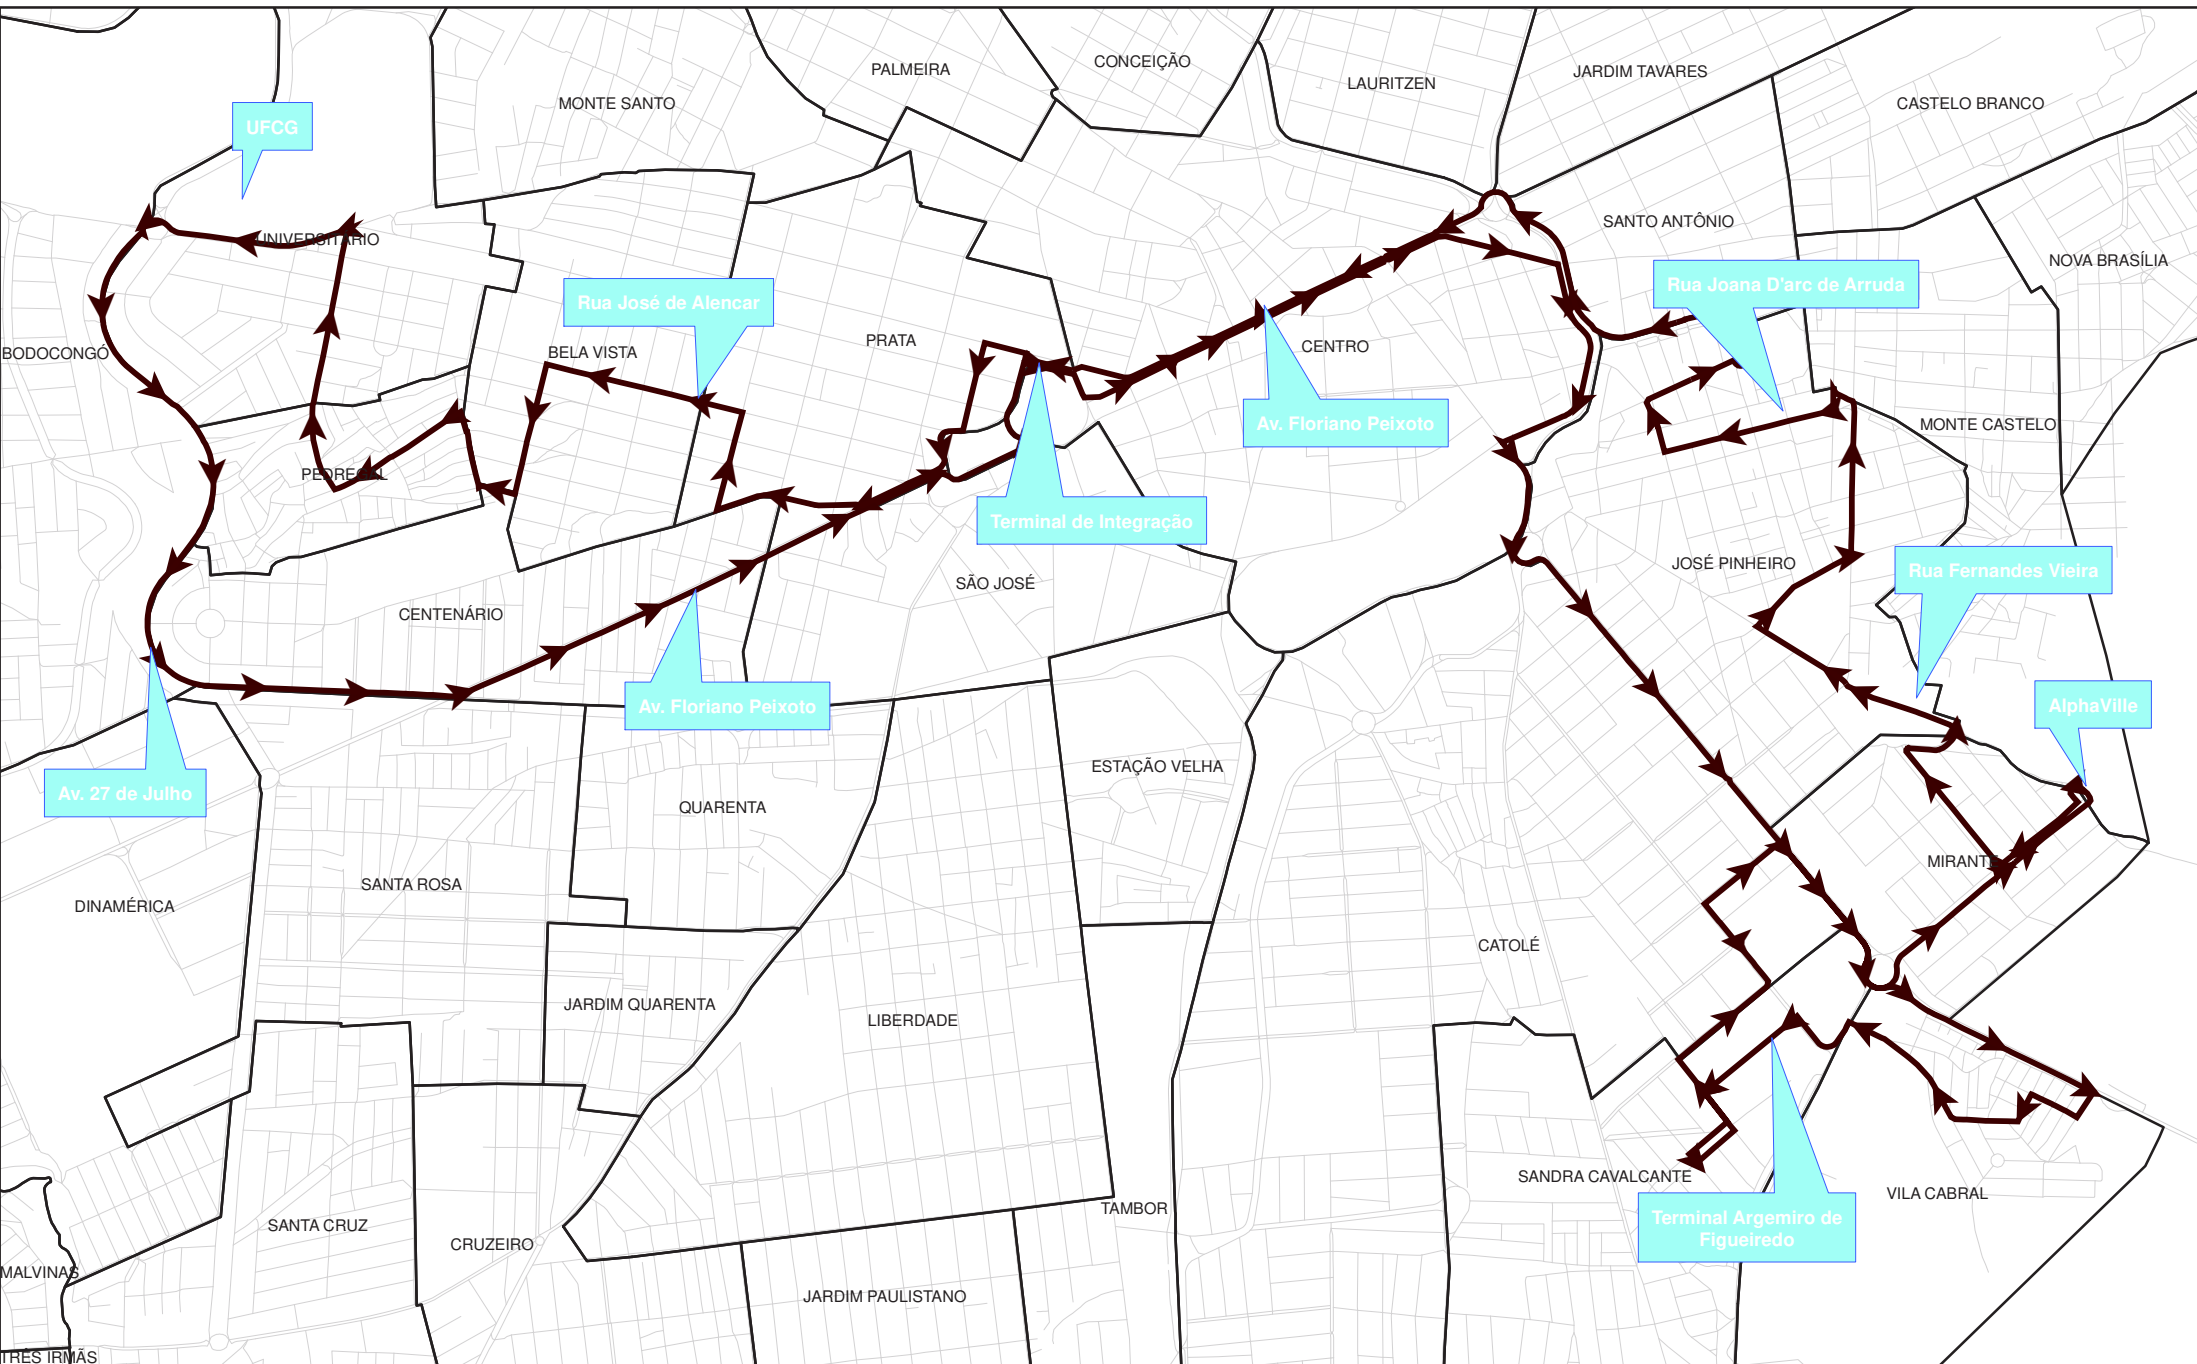 CONCEIÇÃO
PALMEIRA
JARDIM TAVARES
LAURITZEN
MONTE SANTO
CASTELO BRANCO
UFCG
SANTO ANTÔNIO
UNIVERSITÁRIO
NOVA BRASÍLIA
Rua Joana D'arc de Arruda
Rua José de Alencar
PRATA
CENTRO
BODOCONGÓ
BELA VISTA
Av. Floriano Peixoto
MONTE CASTELO
PEDREGAL
Terminal de Integração
JOSÉ PINHEIRO
Rua Fernandes Vieira
SÃO JOSÉ
CENTENÁRIO
Av. Floriano Peixoto
AlphaVille
ESTAÇÃO VELHA
Av. 27 de Julho
QUARENTA
MIRANTE
SANTA ROSA
DINAMÉRICA
CATOLÉ
JARDIM QUARENTA
LIBERDADE
SANDRA CAVALCANTE
VILA CABRAL
TAMBOR
Terminal Argemiro de
Figueiredo
SANTA CRUZ
CRUZEIRO
MALVINAS
JARDIM PAULISTANO
TRÊS IRMÃS